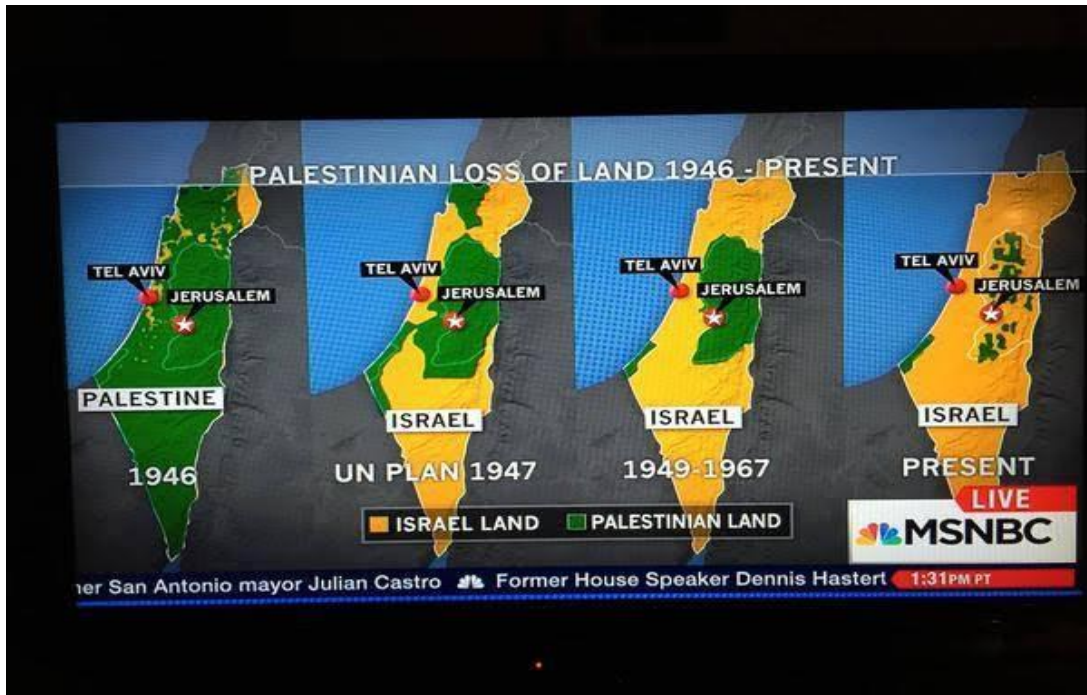 PALESTINIAN LOSS OF LAND 1946 - PRESENT
TEL AVIV
JERUSALEM
PALESTINE
1946
TEL AVIV
JERUSALEM
ISRAEL
UN PLAN 1947
TEL AVIV
JERUSALEM
ISRAEL
1949-1967
TEL AVIV
JERUSALEM
ISRAEL
PRESENT
ISRAEL LAND
PALESTINIAN LAND
LIVE
MSNBC
San Antonio mayor Julian Castro Former House Speaker Dennis Hastert 1:31PM PT